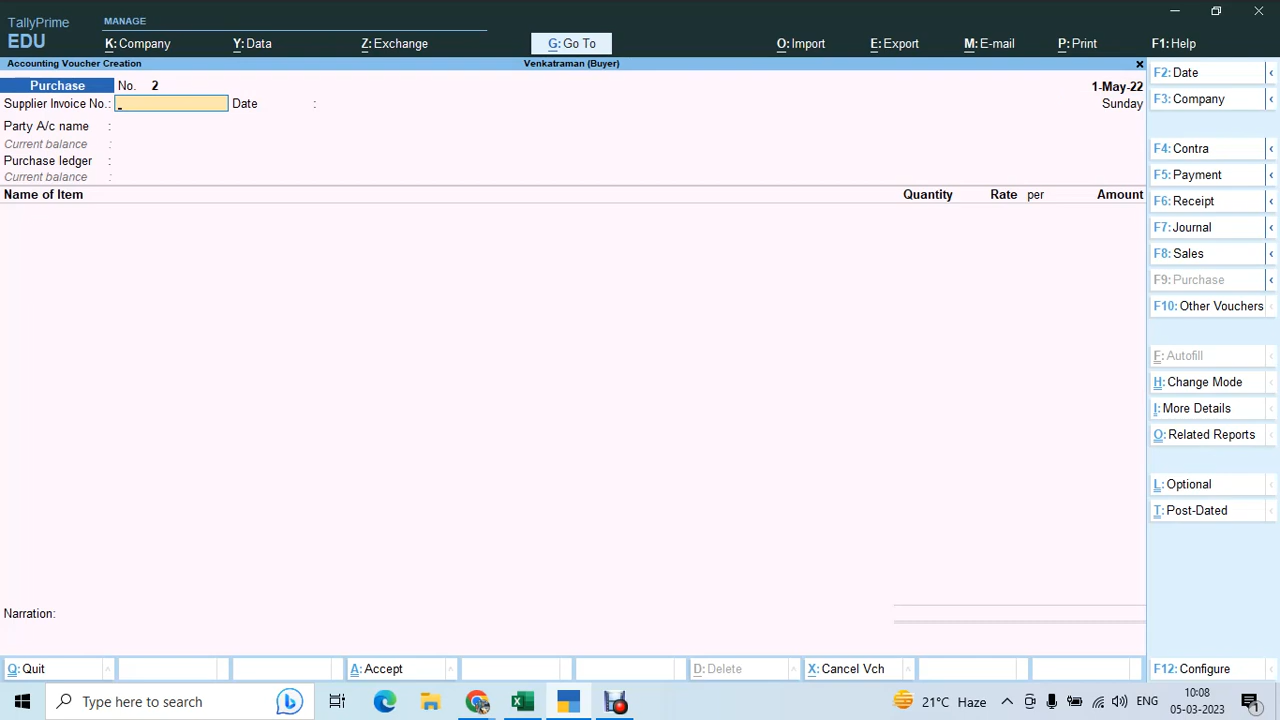 TallyPrime
EDU
MANAGE
K: Company
Y: Data
Z: Exchange
G: Go To
O: Import
E: Export
M: E-mail
P: Print
F1: Help
Accounting Voucher Creation
Venkatraman (Buyer)
Purchase No. 2
1-May-22
Supplier Invoice No.: Date :
Sunday
Party A/c name :
Current balance :
Purchase ledger :
Current balance :
Name of Item Quantity Rate per Amount
F2: Date
F3: Company
F4: Contra
F5: Payment
F6: Receipt
F7: Journal
F8: Sales
F9: Purchase
F10: Other Vouchers
F: Autofill
H: Change Mode
I: More Details
O: Related Reports
L: Optional
T: Post-Dated
Narration:
Q: Quit
A: Accept
D: Delete
X: Cancel Vch
F12: Configure
Type here to search
21°C Haze
ENG
10:08
05-03-2023
1